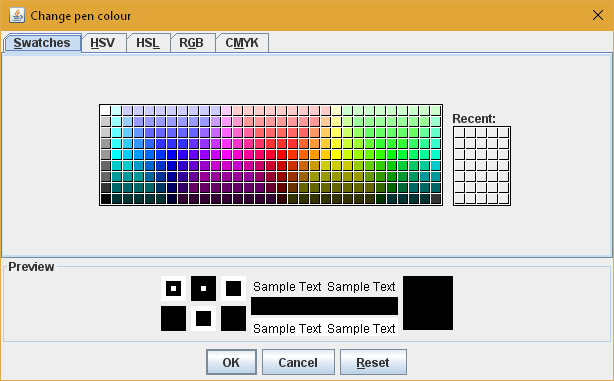 Change pen colour
Swatches HSV HSL RGB CMYK
Recent:
Preview
Sample Text Sample Text
Sample Text Sample Text
OK Cancel Reset